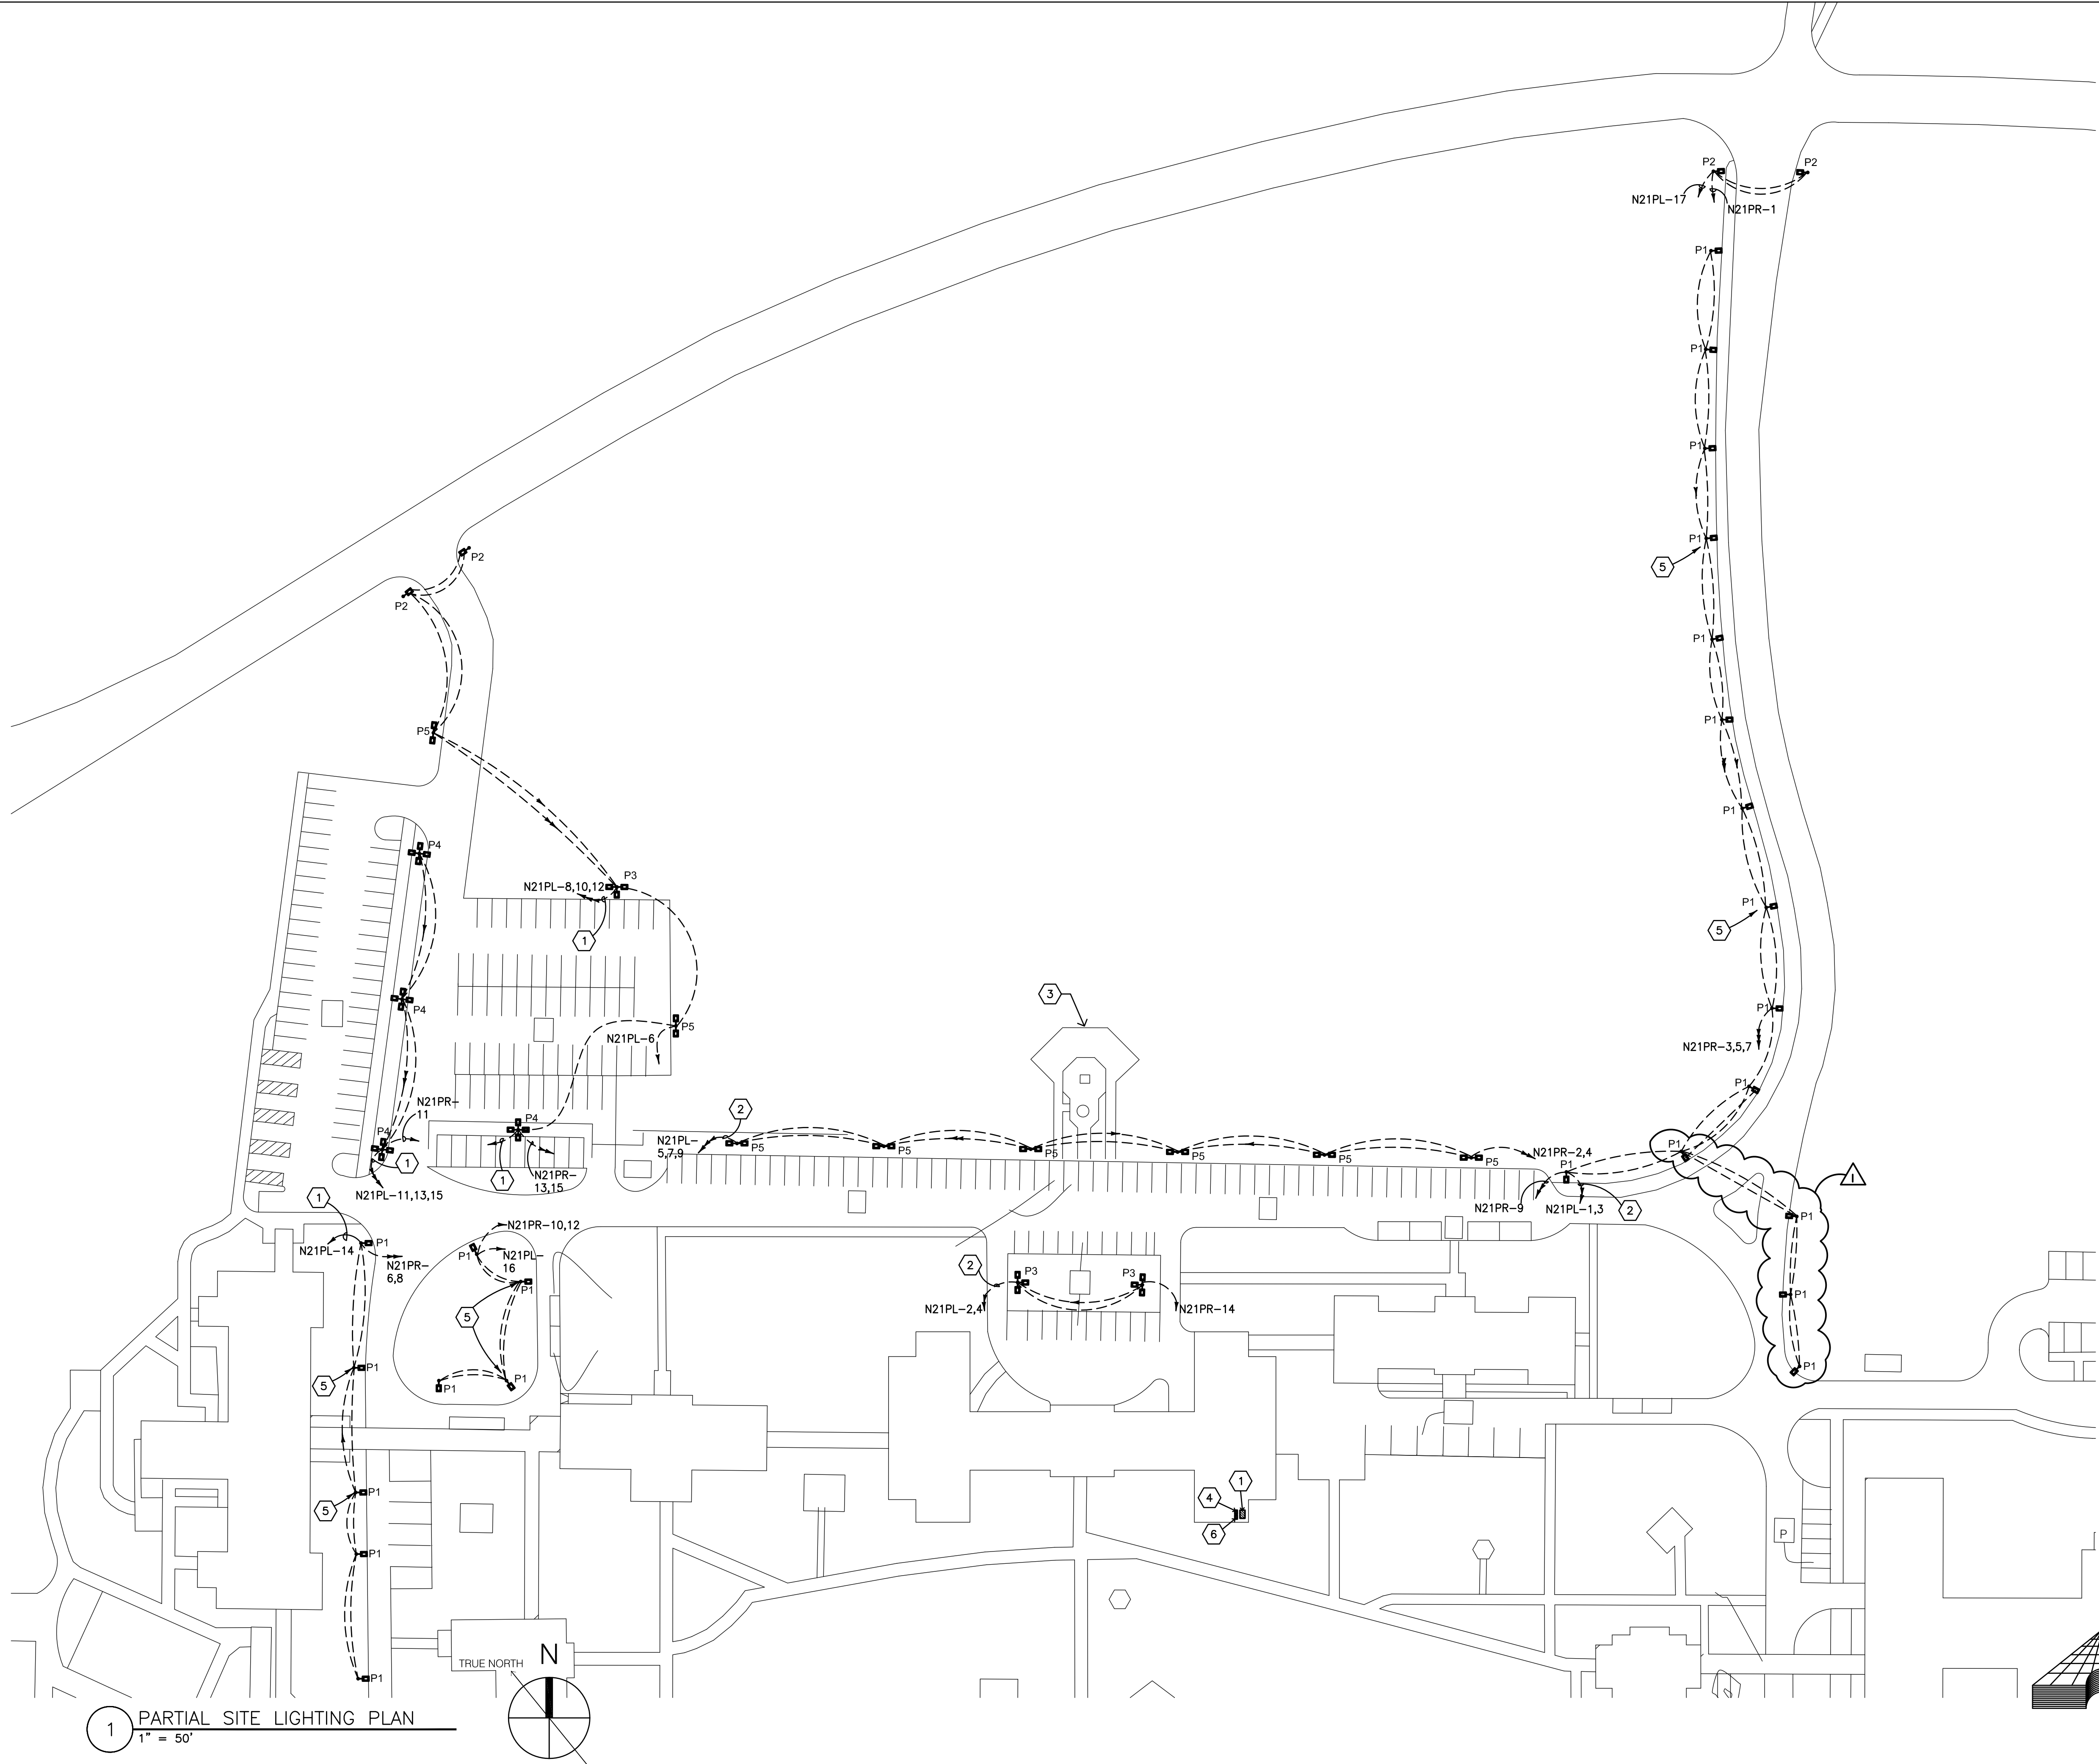 P2
P2
N21PL-17
N21PR-1
P1
P1
P1
P1
5
P2
P2
P1
P1
P5
P1
P4
P3
N21PL-8,10,12
1
P1
5
P4
3
P1
P5
N21PL-6
N21PR-3,5,7
P1
N21PR-
11
2
P4
P4
N21PL-
5,7,9
P5
P5
P5
P5
P5
P5
N21PR-2,4
P1
1
P1
1
N21PR-
13,15
1
N21PL-11,13,15
1
N21PR-9
N21PL-1,3
2
P1
N21PR-10,12
P1
N21PL-14
N21PR-
6,8
P1
N21PL-
16
P1
2
P3
P3
N21PL-2,4
N21PR-14
P1
5
P1
5
P1
P1
P1
P1
5
4
1
6
P
P1
P1
N
TRUE NORTH
1
PARTIAL SITE LIGHTING PLAN
1" = 50'